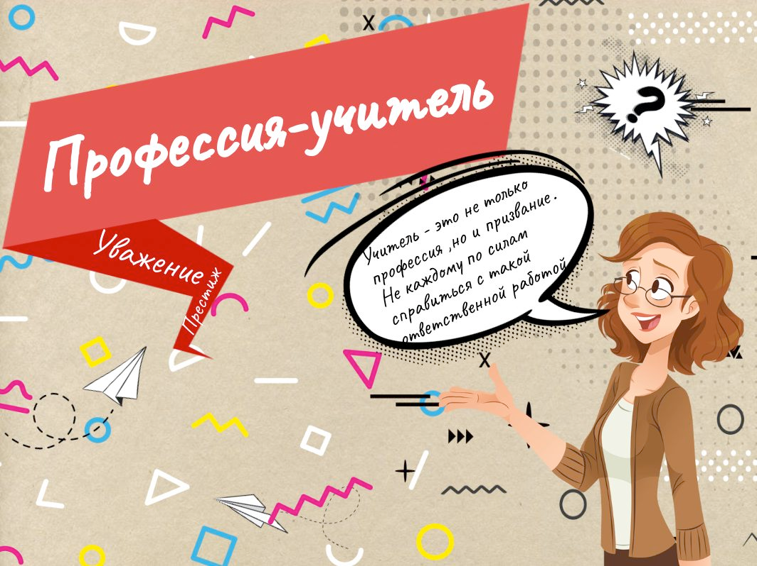 Профессия-учитель
Уважение
Престиж
?
Учитель - это не только
профессия ,но и призвание.
Не каждому по силам
справиться с такой
ответственной работой